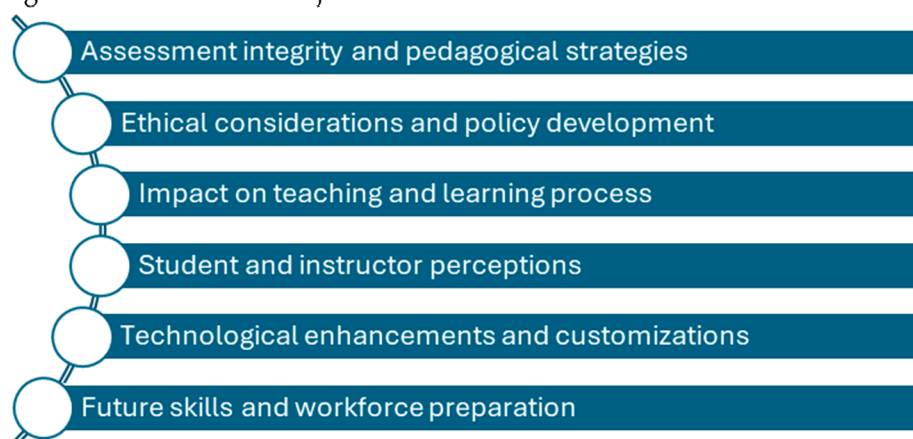 Assessment integrity and pedagogical strategies
Ethical considerations and policy development
Impact on teaching and learning process
Student and instructor perceptions
Technological enhancements and customizations
Future skills and workforce preparation